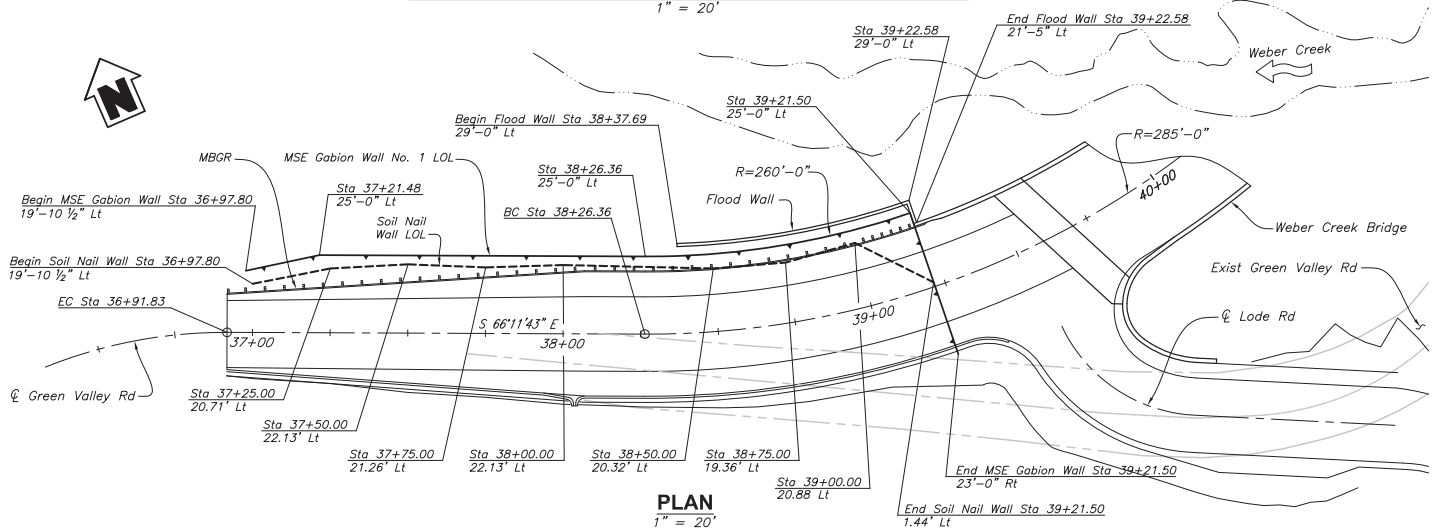 1” = 20’
End Flood Wall Sta 39+22.58
21’-5” Lt
Sta 39+22.58
29’-0” Lt
Weber Creek
N
Sta 39+21.50
25’-0” Lt
Begin Flood Wall Sta 38+37.69
29’-0” Lt
R=285’-0”
MBGR
MSE Gabion Wall No. 1 LOL
Sta 38+26.36
25’-0” Lt
R=260’-0”
40+00
Begin MSE Gabion Wall Sta 36+97.80
19’-10 ½” Lt
Sta 37+21.48
25’-0” Lt
BC Sta 38+26.36
Flood Wall
Soil Nail
Wall LOL
Weber Creek Bridge
Begin Soil Nail Wall Sta 36+97.80
19’-10 ½” Lt
Exist Green Valley Rd
EC Sta 36+91.83
S 66°11’43” E
39+00
℄ Lode Rd
37+00
38+00
℄ Green Valley Rd
Sta 37+25.00
20.71’ Lt
Sta 37+50.00
22.13’ Lt
Sta 37+75.00
21.26’ Lt
Sta 38+00.00
22.13’ Lt
Sta 38+50.00
20.32’ Lt
Sta 38+75.00
19.36’ Lt
Sta 39+00.00
20.88 Lt
End MSE Gabion Wall Sta 39+21.50
23’-0” Rt
End Soil Nail Wall Sta 39+21.50
1.44’ Lt
PLAN
1” = 20’